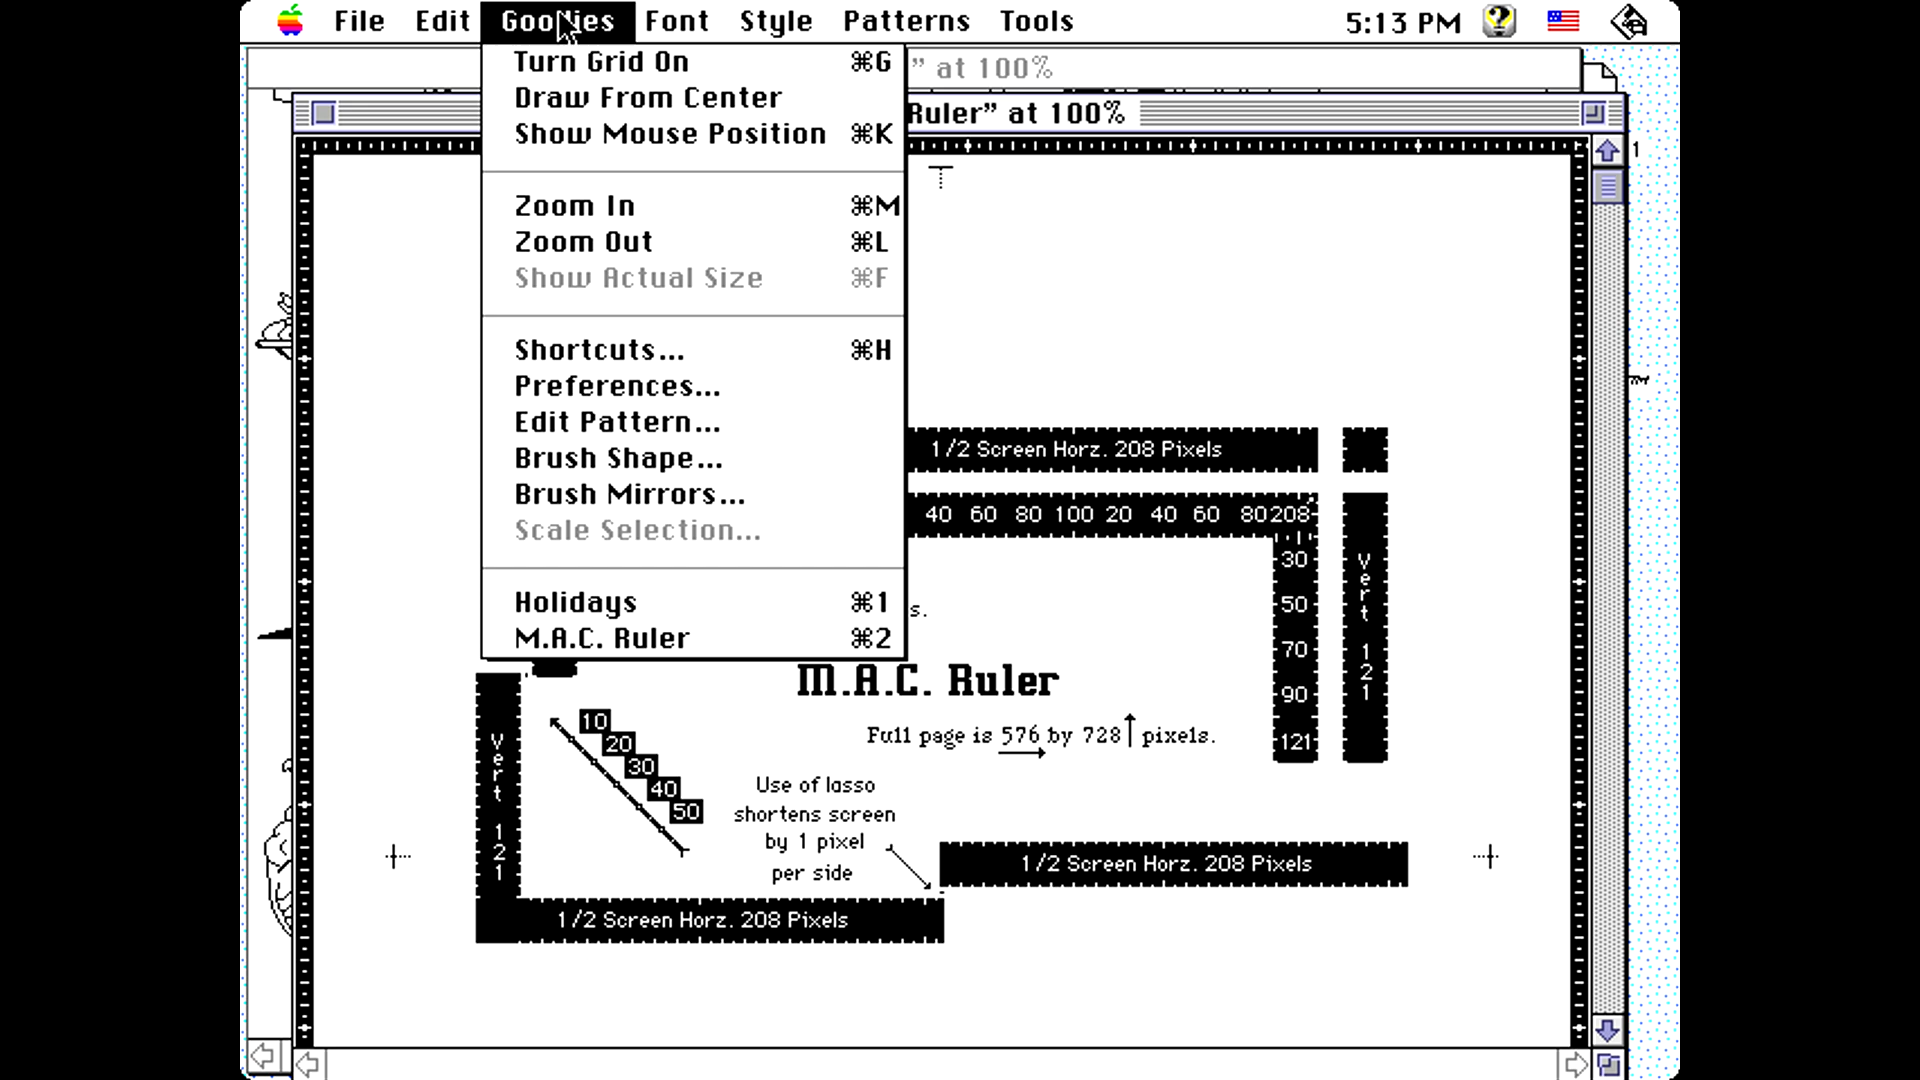 File Edit Goodies Font Style Patterns Tools 5:13 PM
” at 100%
Ruler” at 100%
Turn Grid On ⌘G
Draw From Center
Show Mouse Position ⌘K
Zoom In ⌘M
Zoom Out ⌘L
Show Actual Size ⌘F
Shortcuts... ⌘H
Preferences...
Edit Pattern...
Brush Shape...
Brush Mirrors...
Scale Selection...
Holidays ⌘1
M.A.C. Ruler ⌘2
1
1/2 Screen Horz. 208 Pixels
40 60 80 100 20 40 60 80 208
30
50
70
90
121
Vert 121
s.
M.A.C. Ruler
Full page is 576 by 728 pixels.
Vert 121
10
20
30
40
50
Use of lasso
shortens screen
by 1 pixel
per side
1/2 Screen Horz. 208 Pixels
1/2 Screen Horz. 208 Pixels